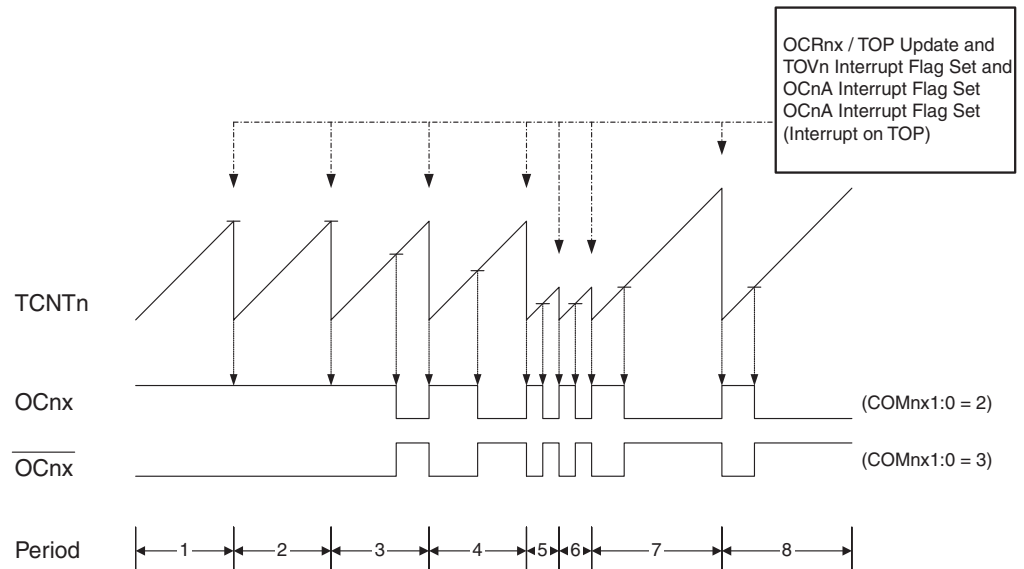 OCRnx / TOP Update and
TOVn Interrupt Flag Set and
OCnA Interrupt Flag Set
OCnA Interrupt Flag Set
(Interrupt on TOP)
TCNTn
OCnx (COMnx1:0 = 2)
OCnx (COMnx1:0 = 3)
Period 1 2 3 4 5 6 7 8